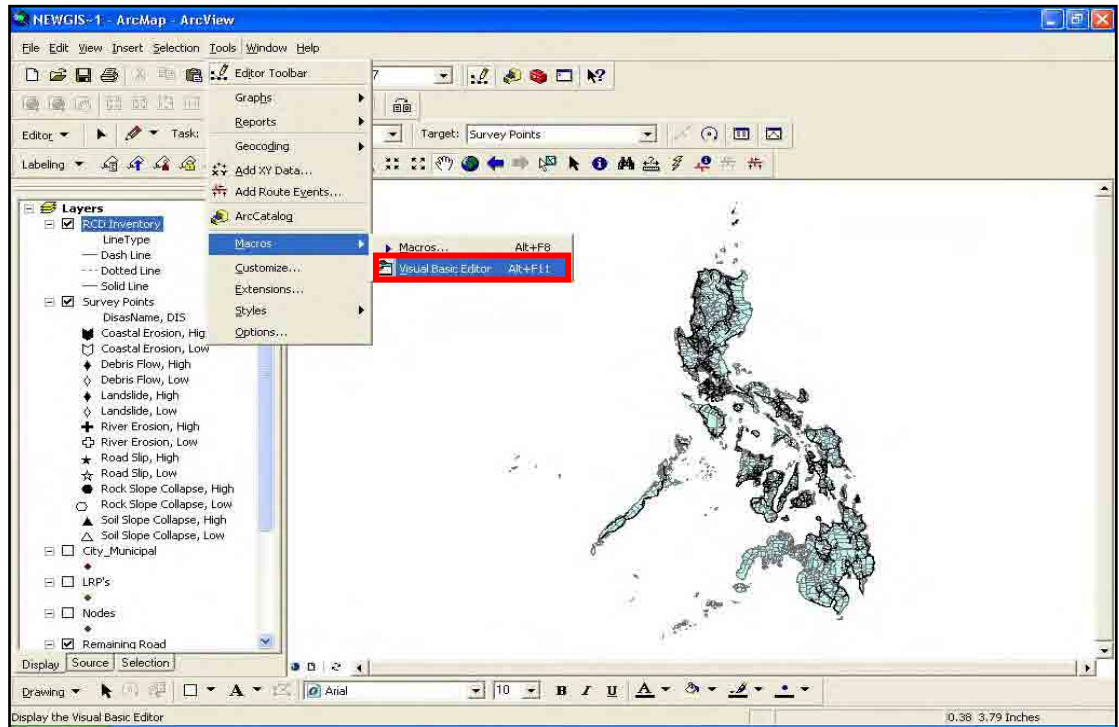 NEWGIS~1 - ArcMap - ArcView
File Edit View Insert Selection Tools Window Help
Editor Toolbar
Graphs
Reports
Geocoding
Add XY Data...
Add Route Events...
ArcCatalog
Macros
Customize...
Extensions...
Styles
Options...
Macros... Alt+F8
Visual Basic Editor Alt+F11
7
Editor Task: Target: Survey Points
Labeling
Layers
RCD Inventory
LineType
Dash Line
Dotted Line
Solid Line
Survey Points
DisasName, DIS
Coastal Erosion, Hig
Coastal Erosion, Low
Debris Flow, High
Debris Flow, Low
Landslide, High
Landslide, Low
River Erosion, High
River Erosion, Low
Road Slip, High
Road Slip, Low
Rock Slope Collapse, High
Rock Slope Collapse, Low
Soil Slope Collapse, High
Soil Slope Collapse, Low
City_Municipal
LRP's
Nodes
Remaining Road
Display Source Selection
Drawing A Arial 10 B I U A
Display the Visual Basic Editor 0.38 3.79 Inches